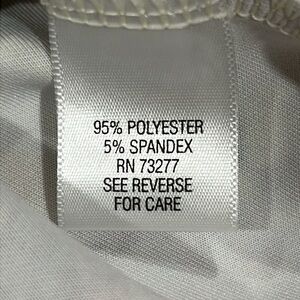 95% POLYESTER
5% SPANDEX
RN 73277
SEE REVERSE
FOR CARE